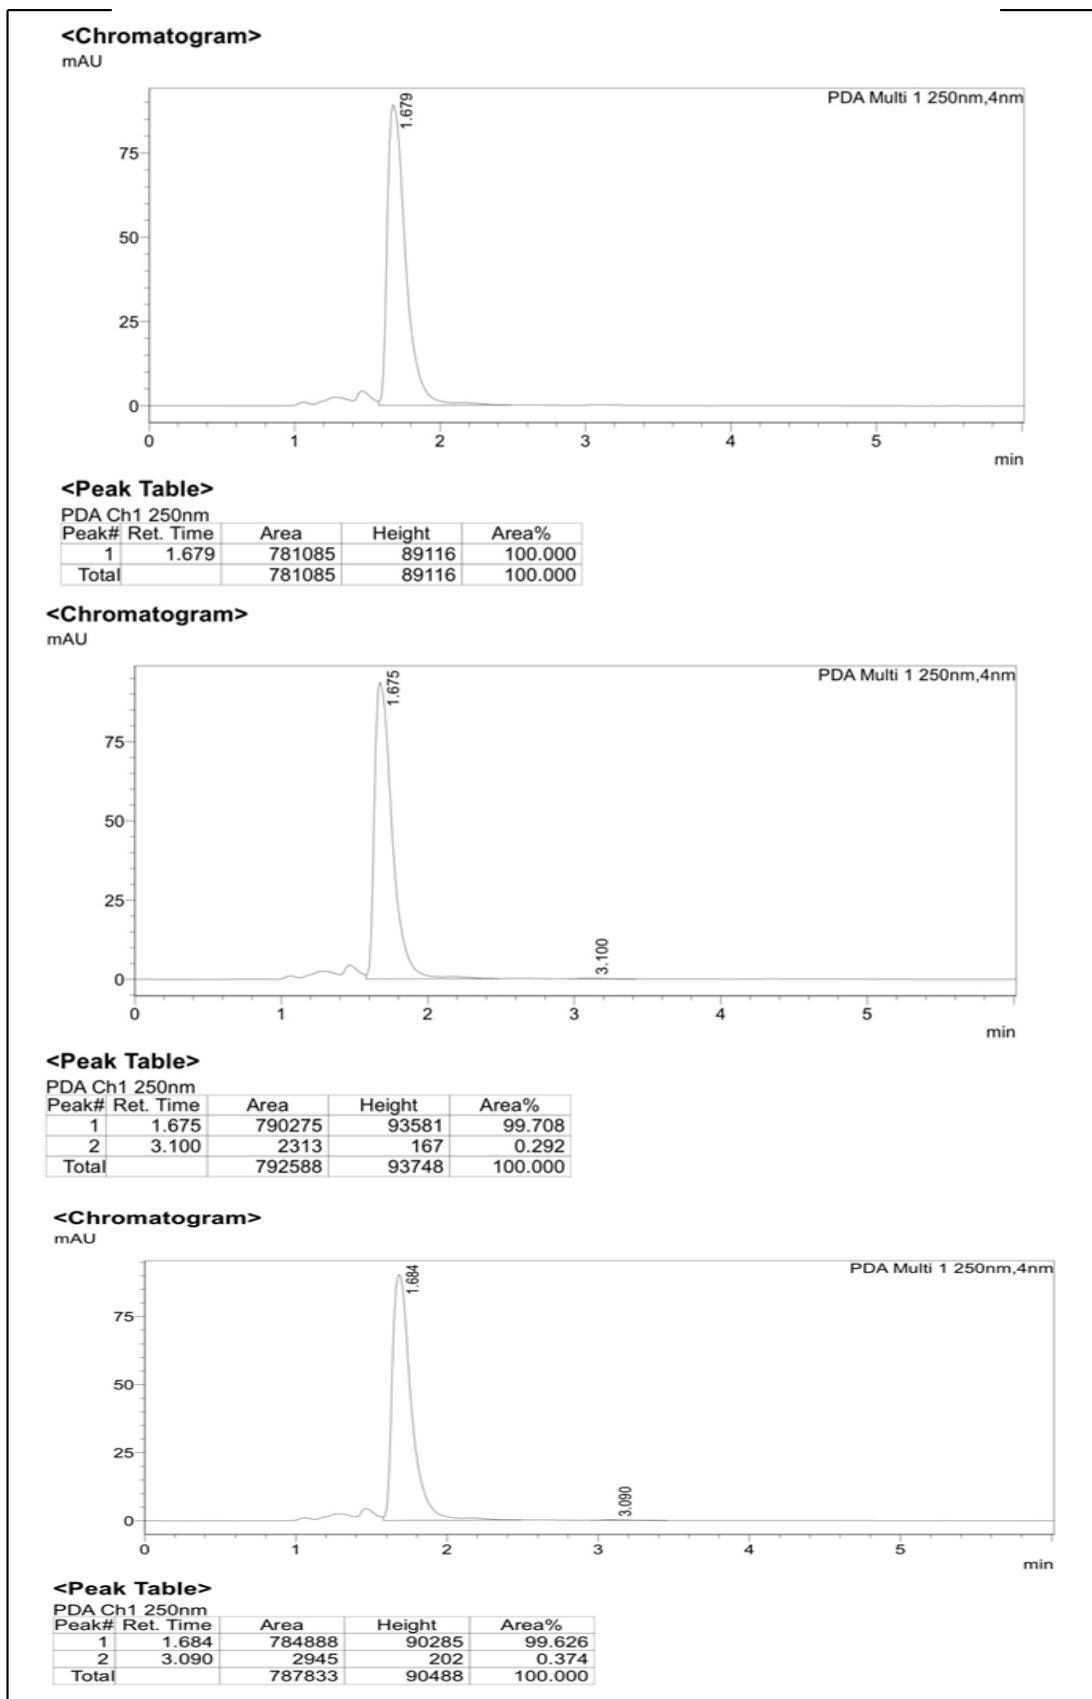 <Chromatogram>
mAU
PDA Multi 1 250nm,4nm
1.679
75
50
25
0
0 1 2 3 4 5
min
<Peak Table>
PDA Ch1 250nm
Peak# Ret. Time Area Height Area%
1 1.679 781085 89116 100.000
Total 781085 89116 100.000
<Chromatogram>
mAU
PDA Multi 1 250nm,4nm
1.675
75
50
25
3.100
0
0 1 2 3 4 5
min
<Peak Table>
PDA Ch1 250nm
Peak# Ret. Time Area Height Area%
1 1.675 790275 93581 99.708
2 3.100 2313 167 0.292
Total 792588 93748 100.000
<Chromatogram>
mAU
PDA Multi 1 250nm,4nm
1.684
75
50
25
3.090
0
0 1 2 3 4 5
min
<Peak Table>
PDA Ch1 250nm
Peak# Ret. Time Area Height Area%
1 1.684 784888 90285 99.626
2 3.090 2945 202 0.374
Total 787833 90488 100.000